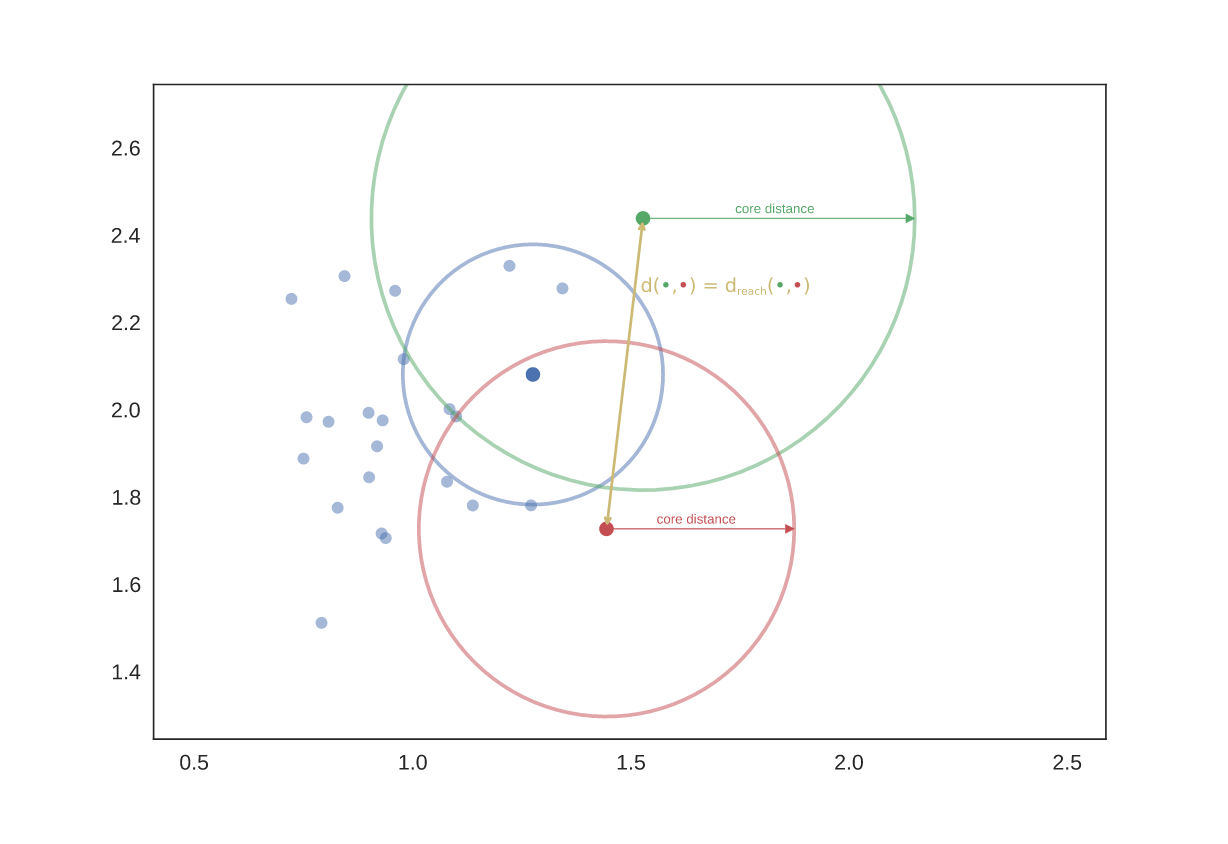 2.6
core distance
2.4
d(•,•) = d_reach(•,•)
2.2
2.0
1.8
core distance
1.6
1.4
0.5 1.0 1.5 2.0 2.5